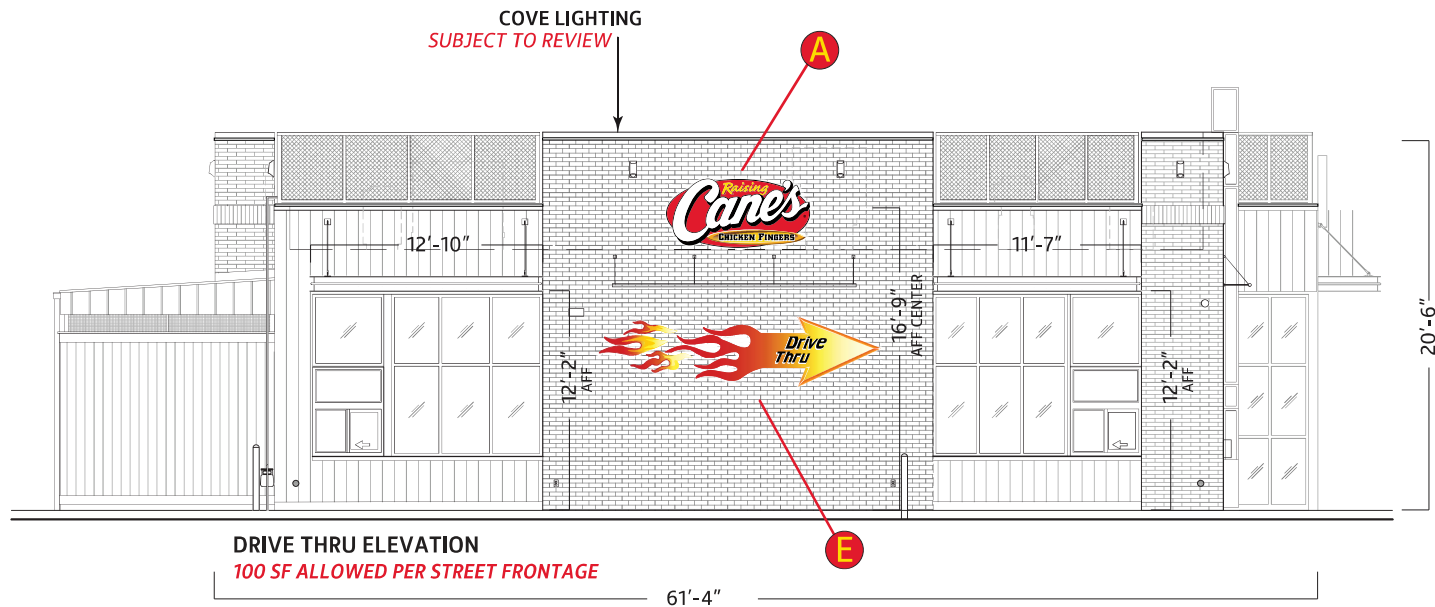 COVE LIGHTING
SUBJECT TO REVIEW
A
Raising
Cane's
CHICKEN FINGERS
12'-10"
11'-7"
16'-9"
AFF CENTER
20'-6"
Drive
Thru
12'-2"
AFF
12'-2"
AFF
E
DRIVE THRU ELEVATION
100 SF ALLOWED PER STREET FRONTAGE
61'-4"